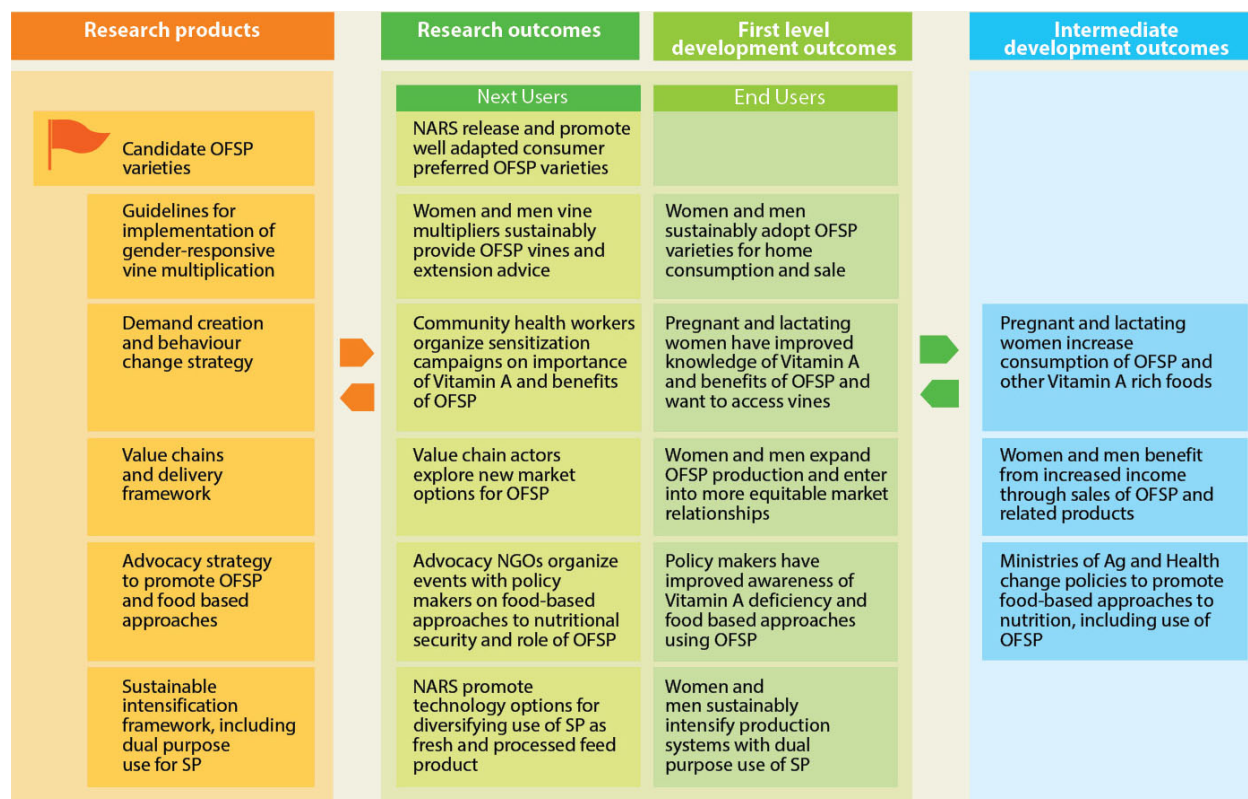 Research products
Research outcomes
First level
development outcomes
Intermediate
development outcomes
Next Users
End Users
Candidate OFSP
varieties
NARS release and promote
well adapted consumer
preferred OFSP varieties
Guidelines for
implementation of
gender-responsive
vine multiplication
Women and men vine
multipliers sustainably
provide OFSP vines and
extension advice
Women and men
sustainably adopt OFSP
varieties for home
consumption and sale
Demand creation
and behaviour
change strategy
Community health workers
organize sensitization
campaigns on importance
of Vitamin A and benefits
of OFSP
Pregnant and lactating
women have improved
knowledge of Vitamin A
and benefits of OFSP and
want to access vines
Pregnant and lactating
women increase
consumption of OFSP and
other Vitamin A rich foods
Value chains
and delivery
framework
Value chain actors
explore new market
options for OFSP
Women and men expand
OFSP production and enter
into more equitable market
relationships
Women and men benefit
from increased income
through sales of OFSP and
related products
Advocacy strategy
to promote OFSP
and food based
approaches
Advocacy NGOs organize
events with policy
makers on food-based
approaches to nutritional
security and role of OFSP
Policy makers have
improved awareness of
Vitamin A deficiency and
food based approaches
using OFSP
Ministries of Ag and Health
change policies to promote
food-based approaches to
nutrition, including use of
OFSP
Sustainable
intensification
framework, including
dual purpose
use for SP
NARS promote
technology options for
diversifying use of SP as
fresh and processed feed
product
Women and
men sustainably
intensify production
systems with dual
purpose use of SP